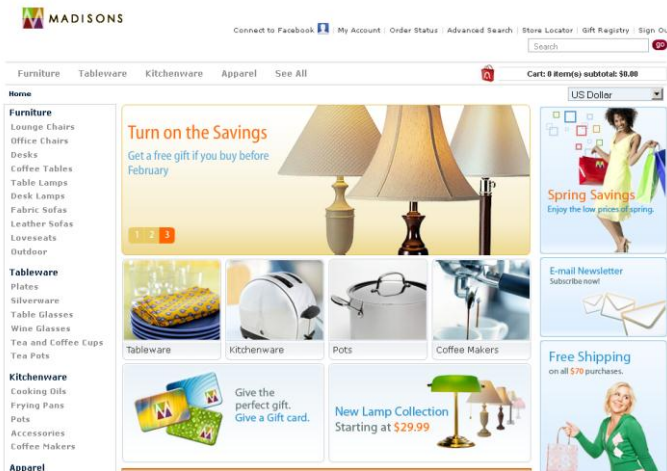 MADISONS
Connect to Facebook | My Account | Order Status | Advanced Search | Store Locator | Gift Registry | Sign Ou
Search go
Furniture Tableware Kitchenware Apparel See All
Cart: 0 item(s) subtotal: $0.00
Home
US Dollar
Furniture
Lounge Chairs
Office Chairs
Desks
Coffee Tables
Table Lamps
Desk Lamps
Fabric Sofas
Leather Sofas
Loveseats
Outdoor
Tableware
Plates
Silverware
Table Glasses
Wine Glasses
Tea and Coffee Cups
Tea Pots
Kitchenware
Cooking Oils
Frying Pans
Pots
Accessories
Coffee Makers
Apparel
Turn on the Savings
Get a free gift if you buy before
February
1 2 3
Tableware
Kitchenware
Pots
Coffee Makers
Give the
perfect gift.
Give a Gift card.
New Lamp Collection
Starting at $29.99
Spring Savings
Enjoy the low prices of spring.
E-mail Newsletter
Subscribe now!
Free Shipping
on all $70 purchases.